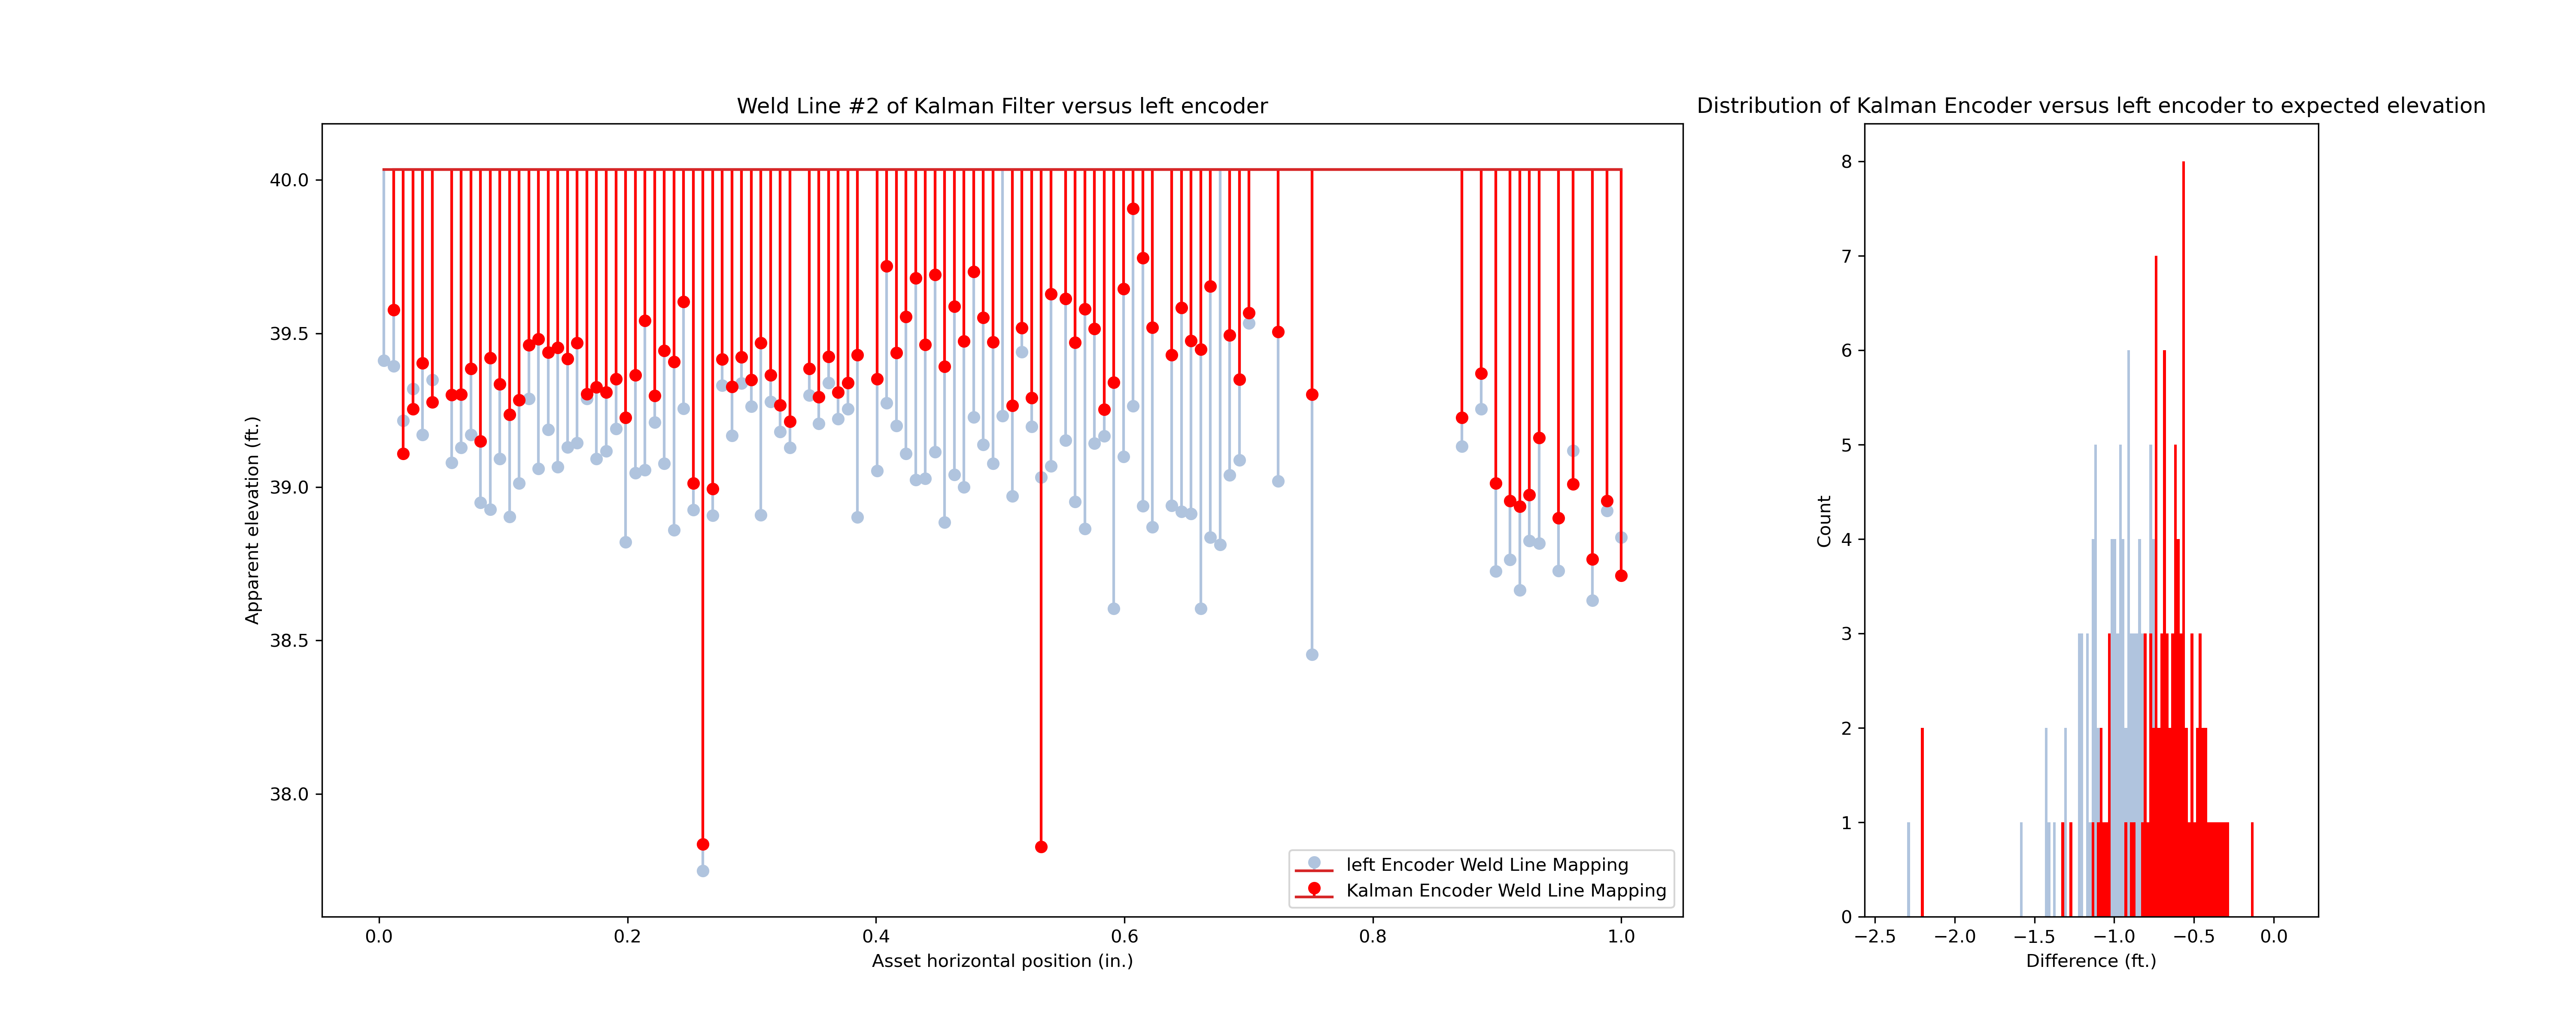 Weld Line #2 of Kalman Filter versus left encoder
Apparent elevation (ft.)
40.0
39.5
39.0
38.5
38.0
0.0 0.2 0.4 0.6 0.8 1.0
Asset horizontal position (in.)
left Encoder Weld Line Mapping
Kalman Encoder Weld Line Mapping
Distribution of Kalman Encoder versus left encoder to expected elevation
Count
8
7
6
5
4
3
2
1
0
−2.5 −2.0 −1.5 −1.0 −0.5 0.0
Difference (ft.)